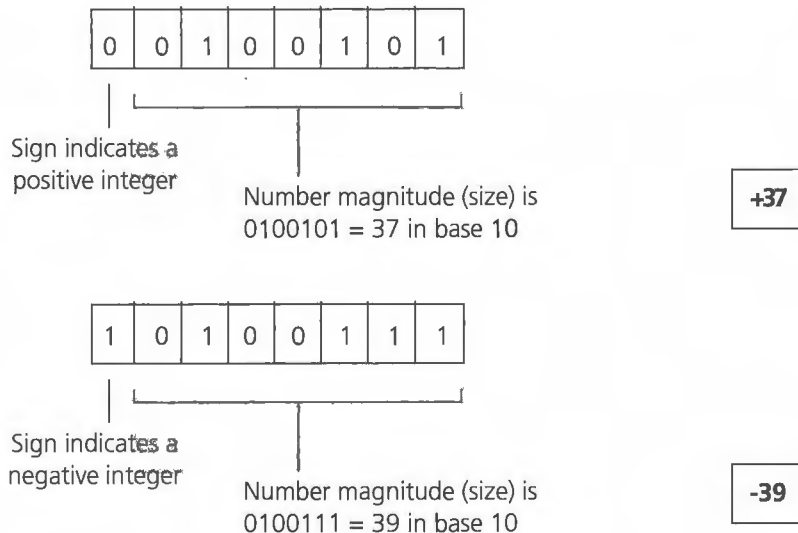 0 0 1 0 0 1 0 1
Sign indicates a
positive integer
Number magnitude (size) is
0100101 = 37 in base 10
+37
1 0 1 0 0 1 1 1
Sign indicates a
negative integer
Number magnitude (size) is
0100111 = 39 in base 10
-39